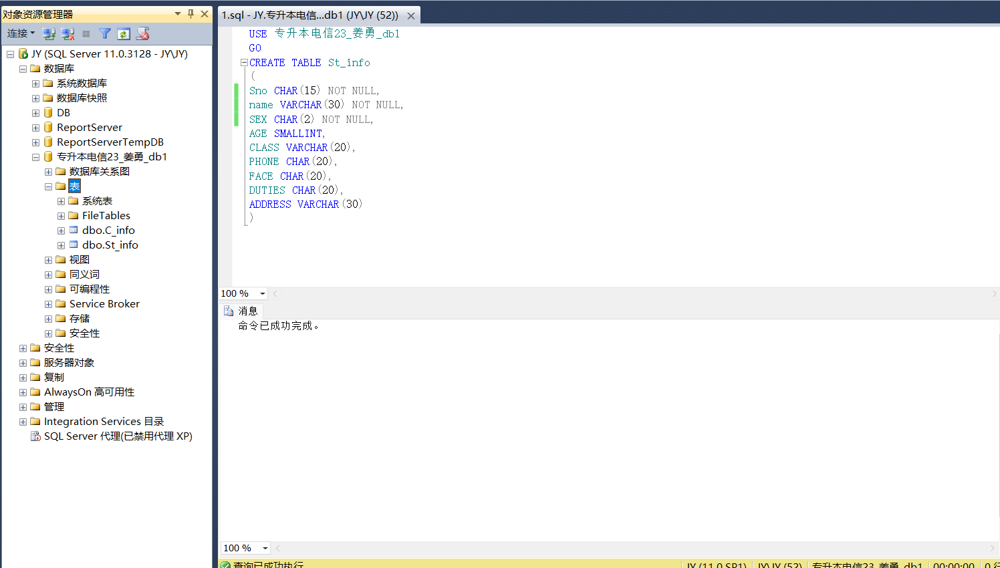 对象资源管理器
连接
JY (SQL Server 11.0.3128 - JY\JY)
数据库
系统数据库
数据库快照
DB
ReportServer
ReportServerTempDB
专升本电信23_姜勇_db1
数据库关系图
表
系统表
FileTables
dbo.C_info
dbo.St_info
视图
同义词
可编程性
Service Broker
存储
安全性
安全性
服务器对象
复制
AlwaysOn 高可用性
管理
Integration Services 目录
SQL Server 代理(已禁用代理 XP)
1.sql - JY.专升本电信...db1 (JY\JY (52))
USE 专升本电信23_姜勇_db1
GO
CREATE TABLE St_info
(
Sno CHAR(15) NOT NULL,
name VARCHAR(30) NOT NULL,
SEX CHAR(2) NOT NULL,
AGE SMALLINT,
CLASS VARCHAR(20),
PHONE CHAR(20),
FACE CHAR(20),
DUTIES CHAR(20),
ADDRESS VARCHAR(30)
)
100 %
消息
命令已成功完成。
100 %
查询已成功执行 JY (11.0 SP1) JY\JY (52) 专升本电信23_姜勇_db1 00:00:00 0 行